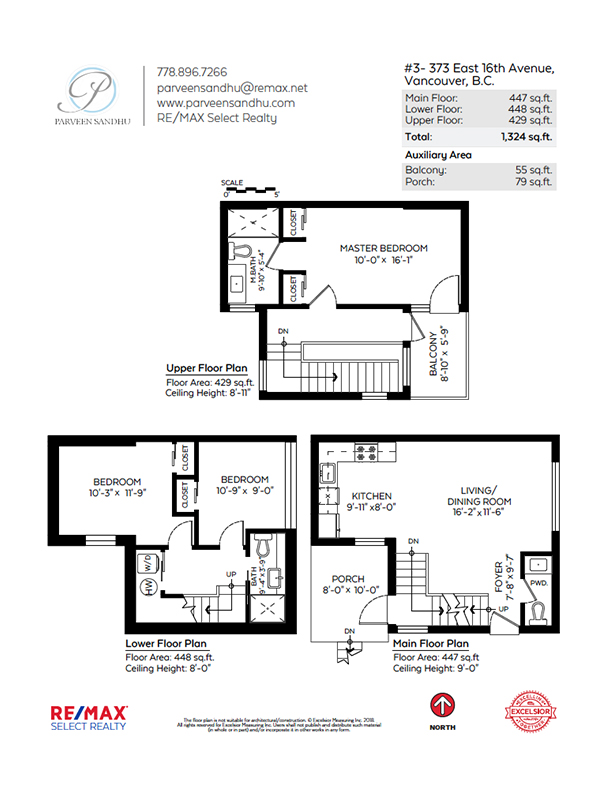 P
PARVEEN SANDHU
778.896.7266
parveensandhu@remax.net
www.parveensandhu.com
RE/MAX Select Realty
#3- 373 East 16th Avenue,
Vancouver, B.C.
Main Floor: 447 sq.ft.
Lower Floor: 448 sq.ft.
Upper Floor: 429 sq.ft.
Total: 1,324 sq.ft.
Auxiliary Area
Balcony: 55 sq.ft.
Porch: 79 sq.ft.
SCALE
0' 5'
CLOSET
MASTER BEDROOM
10'-0" x 16'-1"
M.BATH
9'-10" x 5'-4"
CLOSET
DN
BALCONY
8'-10" x 5'-9"
Upper Floor Plan
Floor Area: 429 sq.ft.
Ceiling Height: 8'-11"
BEDROOM
10'-3" x 11'-9"
CLOSET
CLOSET
BEDROOM
10'-9" x 9'-0"
W/D
HW
UP
BATH
9'-4" x 3'-9"
Lower Floor Plan
Floor Area: 448 sq.ft
Ceiling Height: 8'-0"
KITCHEN
9'-11" x 8'-0"
LIVING/
DINING ROOM
16'-2" x 11'-6"
DN
FOYER
7'-8" x 9'-7"
PWD.
PORCH
8'-0" x 10'-0"
UP
DN
Main Floor Plan
Floor Area: 447 sq.ft
Ceiling Height: 9'-0"
RE/MAX
SELECT REALTY
The floor plan is not suitable for architectural/construction. © Excelsor Measuring Inc. 2018.
All rights reserved for Excelsor Measuring Inc. Users shall not publish and distribute such material
(in whole or in part) and/or incorporate it in other works in any form.
NORTH
EXCELSIOR
TOGETHER